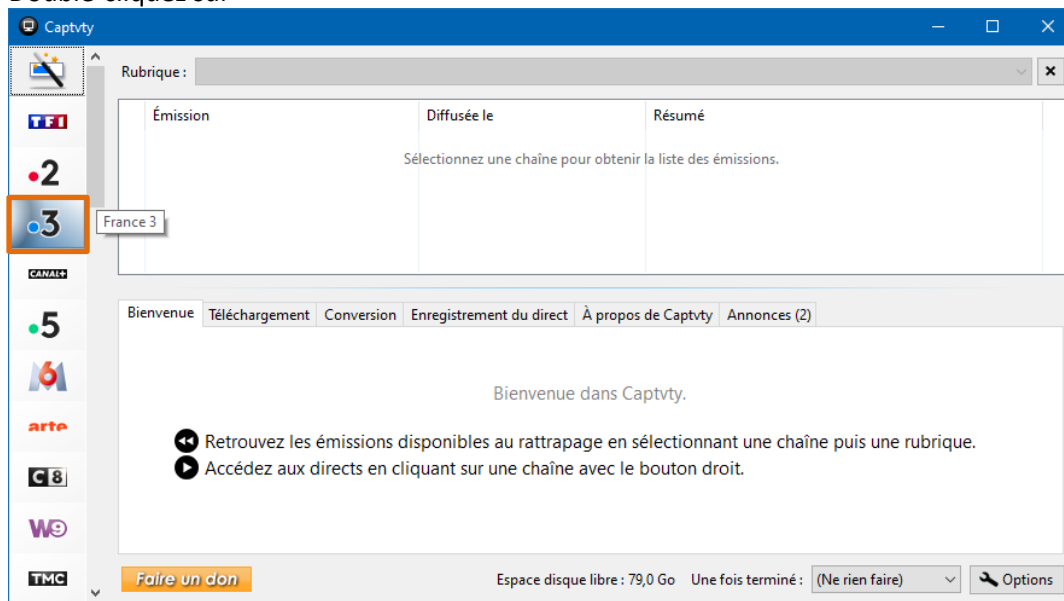 Captvty
Rubrique :
TF1
2
3
France 3
CANAL+
5
M6
arte
C8
W9
TMC
Émission Diffusée le Résumé
Sélectionnez une chaîne pour obtenir la liste des émissions.
Bienvenue Téléchargement Conversion Enregistrement du direct À propos de Captvty Annonces (2)
Bienvenue dans Captvty.
Retrouvez les émissions disponibles au rattrapage en sélectionnant une chaîne puis une rubrique.
Accédez aux directs en cliquant sur une chaîne avec le bouton droit.
Faire un don Espace disque libre : 79,0 Go Une fois terminé : (Ne rien faire) Options